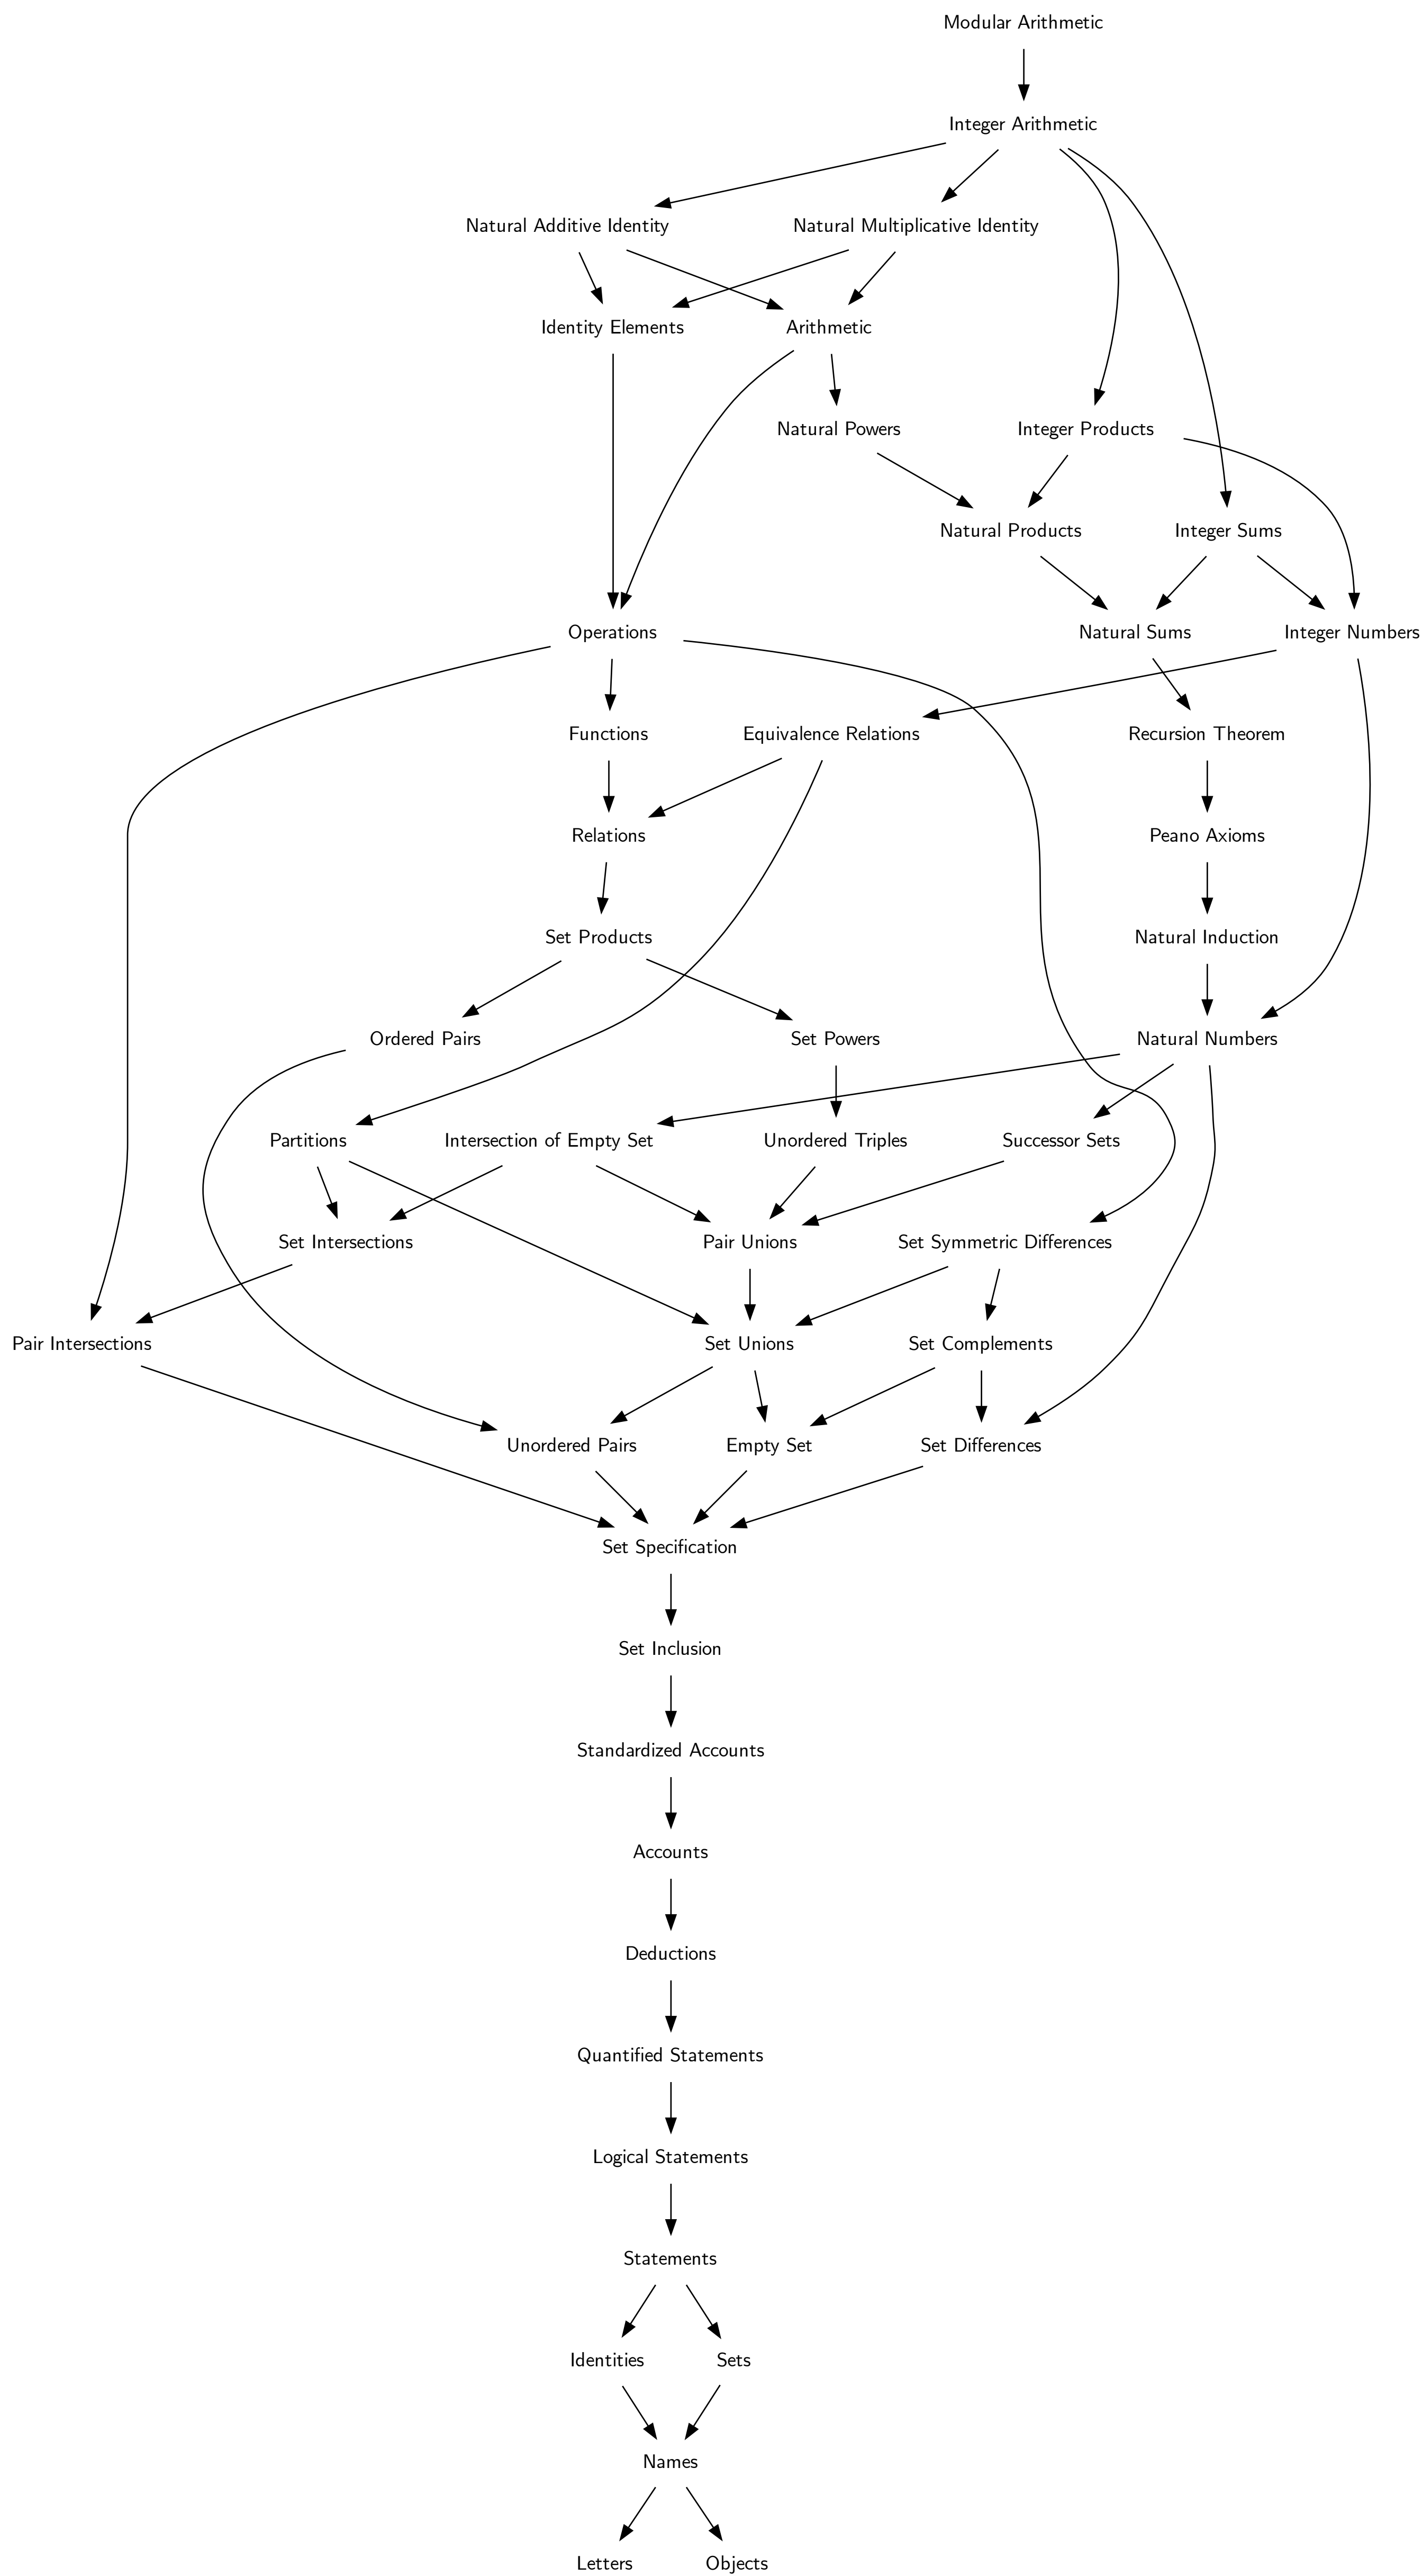 Modular Arithmetic
Integer Arithmetic
Natural Additive Identity
Natural Multiplicative Identity
Identity Elements
Arithmetic
Natural Powers
Integer Products
Natural Products
Integer Sums
Operations
Natural Sums
Integer Numbers
Functions
Equivalence Relations
Recursion Theorem
Relations
Peano Axioms
Set Products
Natural Induction
Ordered Pairs
Set Powers
Natural Numbers
Partitions
Intersection of Empty Set
Unordered Triples
Successor Sets
Set Intersections
Pair Unions
Set Symmetric Differences
Pair Intersections
Set Unions
Set Complements
Unordered Pairs
Empty Set
Set Differences
Set Specification
Set Inclusion
Standardized Accounts
Accounts
Deductions
Quantified Statements
Logical Statements
Statements
Identities
Sets
Names
Letters
Objects